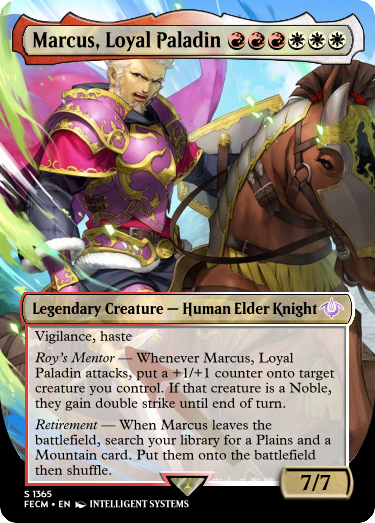 Marcus, Loyal Paladin
Legendary Creature — Human Elder Knight
Vigilance, haste
Roy's Mentor — Whenever Marcus, Loyal
Paladin attacks, put a +1/+1 counter onto target
creature you control. If that creature is a Noble,
they gain double strike until end of turn.
Retirement — When Marcus leaves the
battlefield, search your library for a Plains and a
Mountain card. Put them onto the battlefield
then shuffle.
7/7
S 1365
FECM • EN INTELLIGENT SYSTEMS